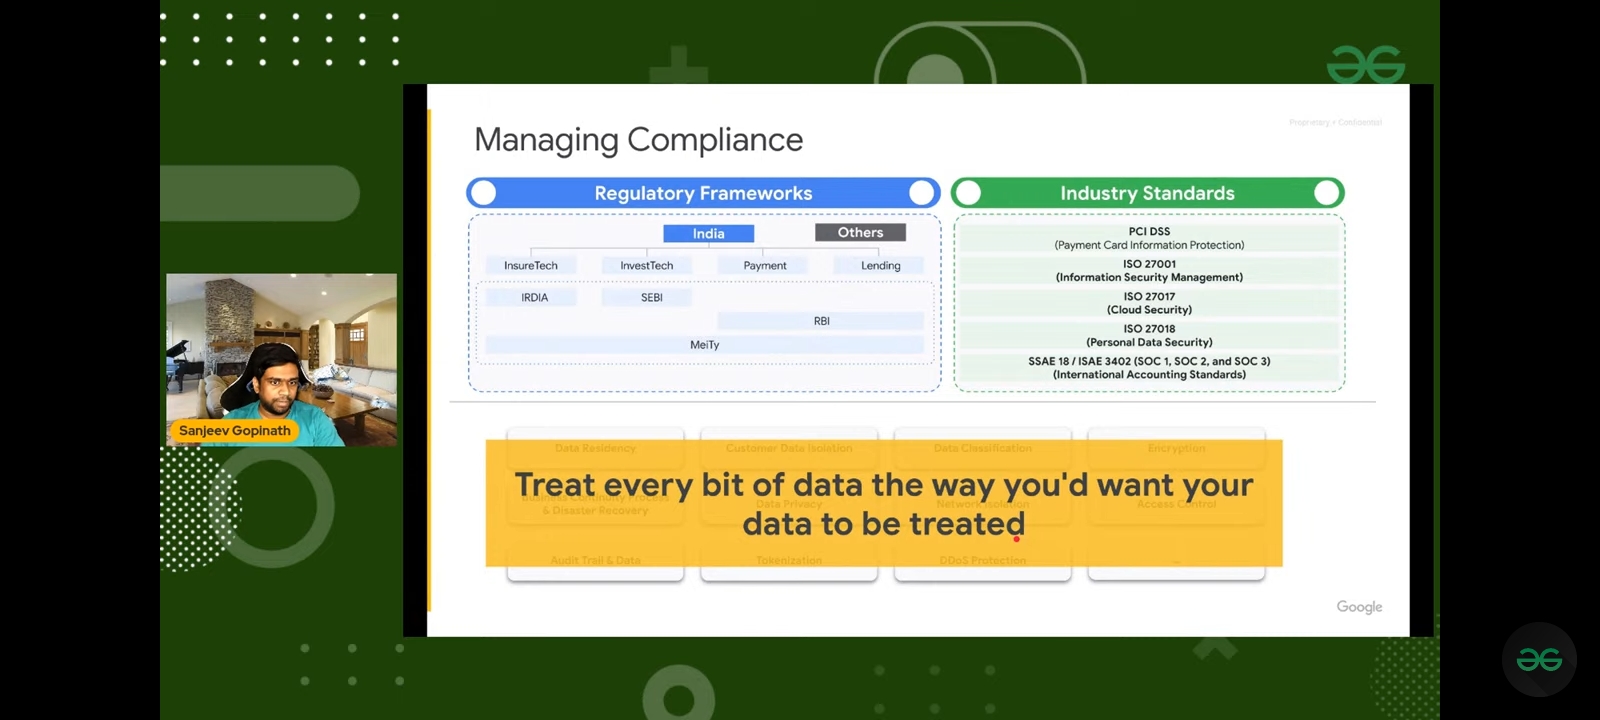 Proprietary + Confidential
Managing Compliance
Regulatory Frameworks
Industry Standards
India
Others
InsureTech
InvestTech
Payment
Lending
IRDIA
SEBI
RBI
MeiTy
PCI DSS
(Payment Card Information Protection)
ISO 27001
(Information Security Management)
ISO 27017
(Cloud Security)
ISO 27018
(Personal Data Security)
SSAE 18 / ISAE 3402 (SOC 1, SOC 2, and SOC 3)
(International Accounting Standards)
Sanjeev Gopinath
Data Residency
Customer Data Isolation
Data Classification
Encryption
Treat every bit of data the way you'd want your
data to be treated
Business Continuity Process
& Disaster Recovery
Data Privacy
Network Isolation
Access Control
Audit Trail & Data
Tokenization
DDoS Protection
Google